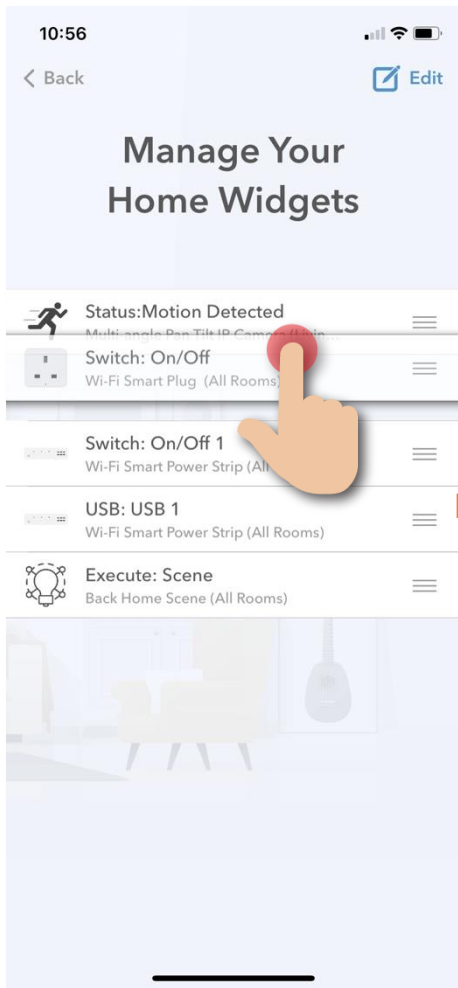 10:56
Back
Edit
Manage Your
Home Widgets
Status:Motion Detected
Multi-angle Pan Tilt IP Camera (Livin...
Switch: On/Off
Wi-Fi Smart Plug (All Rooms)
Switch: On/Off 1
Wi-Fi Smart Power Strip (All
USB: USB 1
Wi-Fi Smart Power Strip (All Rooms)
Execute: Scene
Back Home Scene (All Rooms)